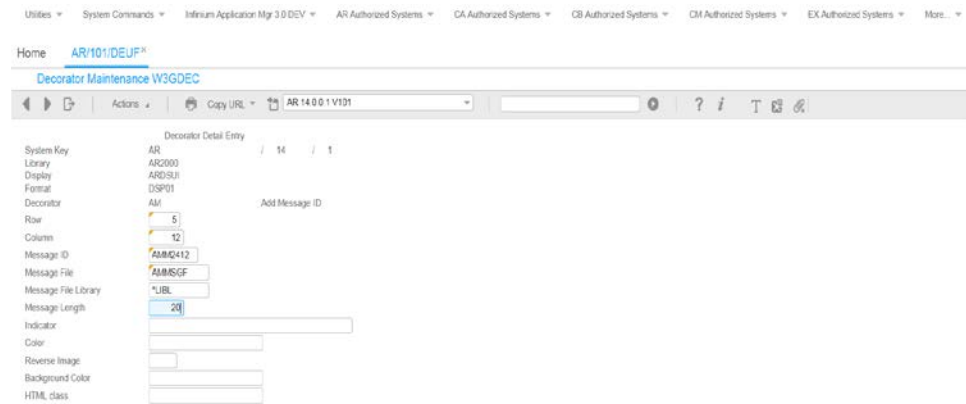 Utilities System Commands Infinium Application Mgr 3.0 DEV AR Authorized Systems CA Authorized Systems CB Authorized Systems CM Authorized Systems EX Authorized Systems More...
Home AR/101/DEUF x
Decorator Maintenance W3GDEC
Actions Copy URL AR 14.0.0.1 V101 ? i T
Decorator Detail Entry
System Key AR / 14 / 1
Library AR2000
Display ARDSUI
Format DSP01
Decorator AM Add Message ID
Row 5
Column 12
Message ID AMM2412
Message File AMMSGF
Message File Library *LIBL
Message Length 20
Indicator
Color
Reverse Image
Background Color
HTML class